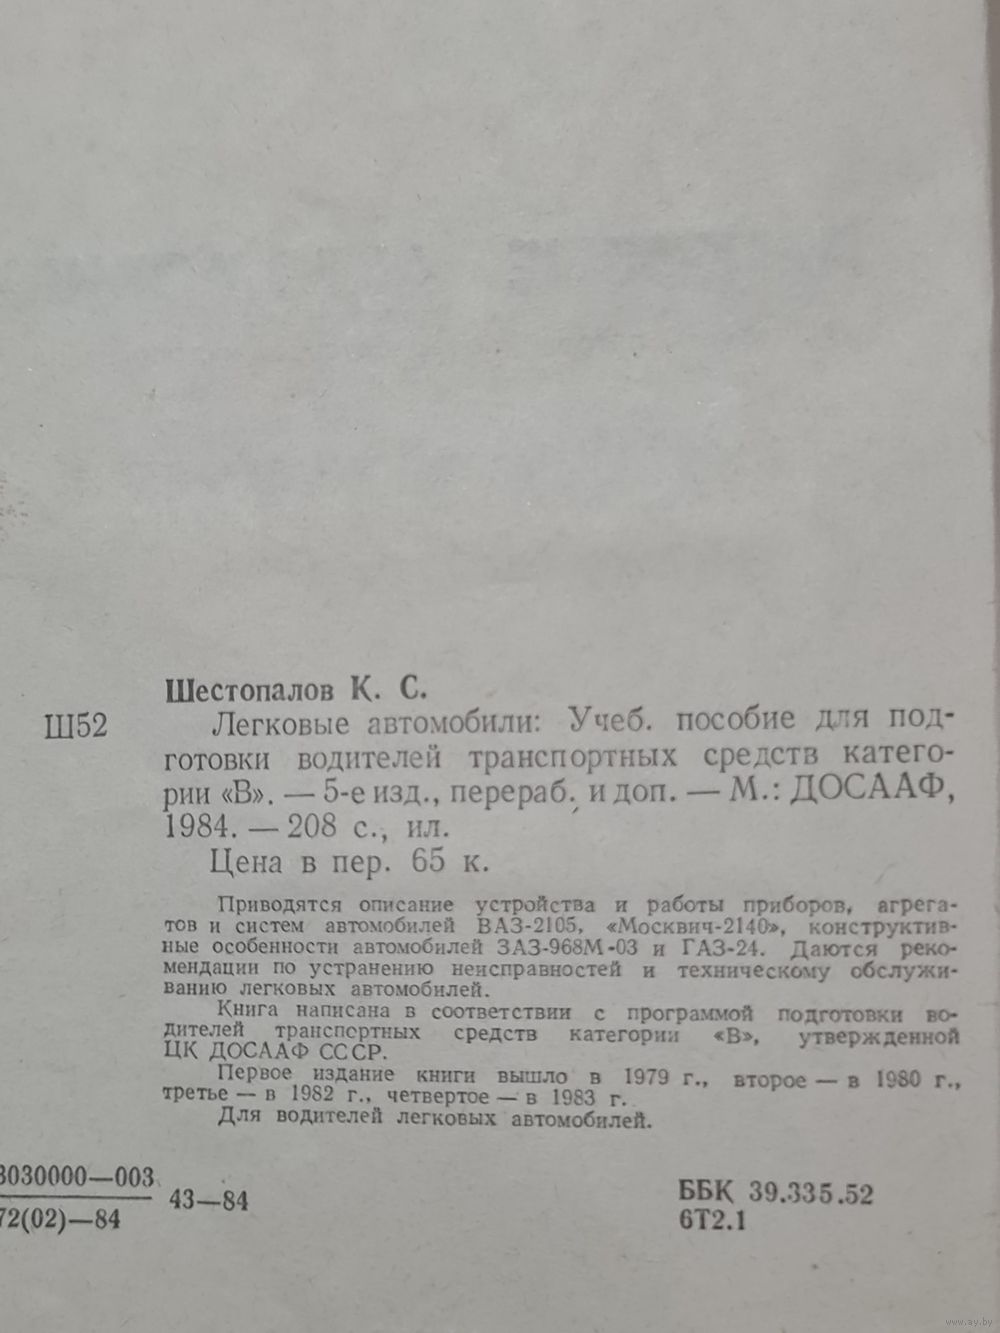 Шестопалов К. С.
Ш52 Легковые автомобили: Учеб. пособие для под-
готовки водителей транспортных средств катего-
рии «В». — 5-е изд., перераб. и доп. — М.: ДОСААФ,
1984. — 208 с., ил.
Цена в пер. 65 к.
Приводятся описание устройства и работы приборов, агрега-
тов и систем автомобилей ВАЗ-2105, «Москвич-2140», конструктив-
ные особенности автомобилей ЗАЗ-968М-03 и ГАЗ-24. Даются реко-
мендации по устранению неисправностей и техническому обслужи-
ванию легковых автомобилей.
Книга написана в соответствии с программой подготовки во-
дителей транспортных средств категории «В», утвержденной
ЦК ДОСААФ СССР.
Первое издание книги вышло в 1979 г., второе — в 1980 г.,
третье — в 1982 г., четвертое — в 1983 г.
Для водителей легковых автомобилей.
3030000—003
72(02)—84
43—84
ББК 39.335.52
6Т2.1
www.ay.by